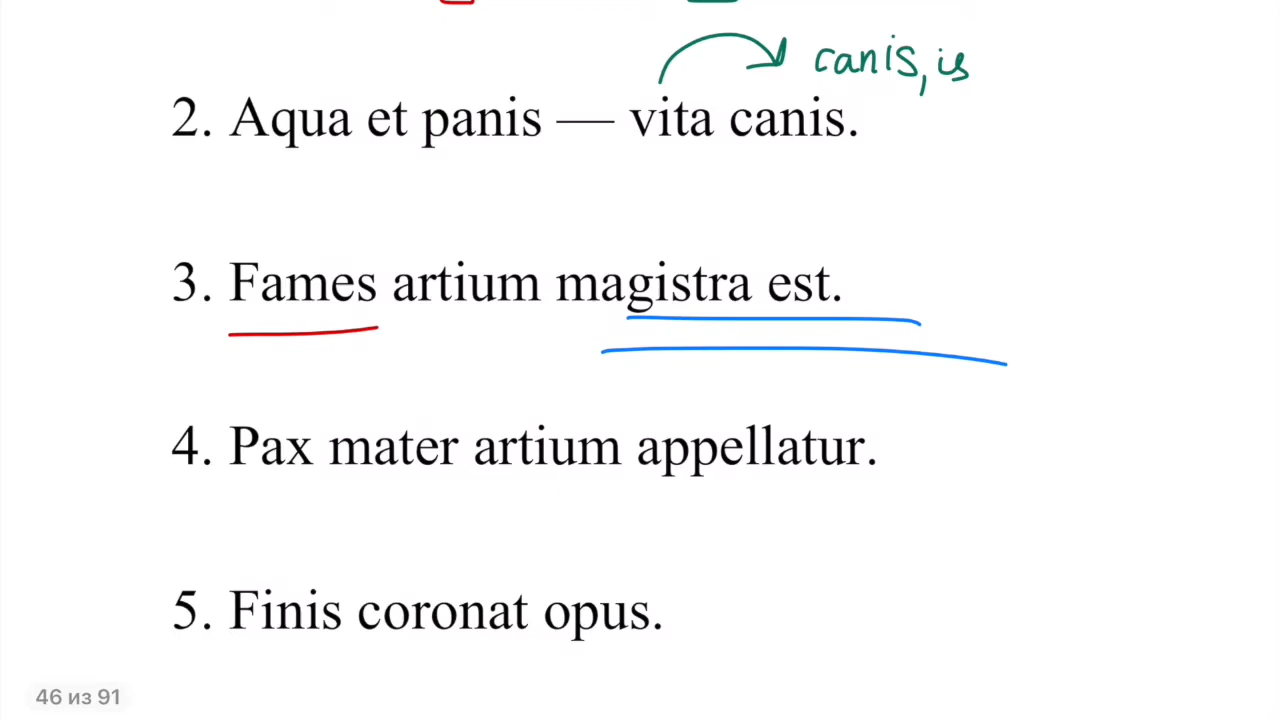 canis, is
2. Aqua et panis — vita canis.
3. Fames artium magistra est.
4. Pax mater artium appellatur.
5. Finis coronat opus.
46 из 91